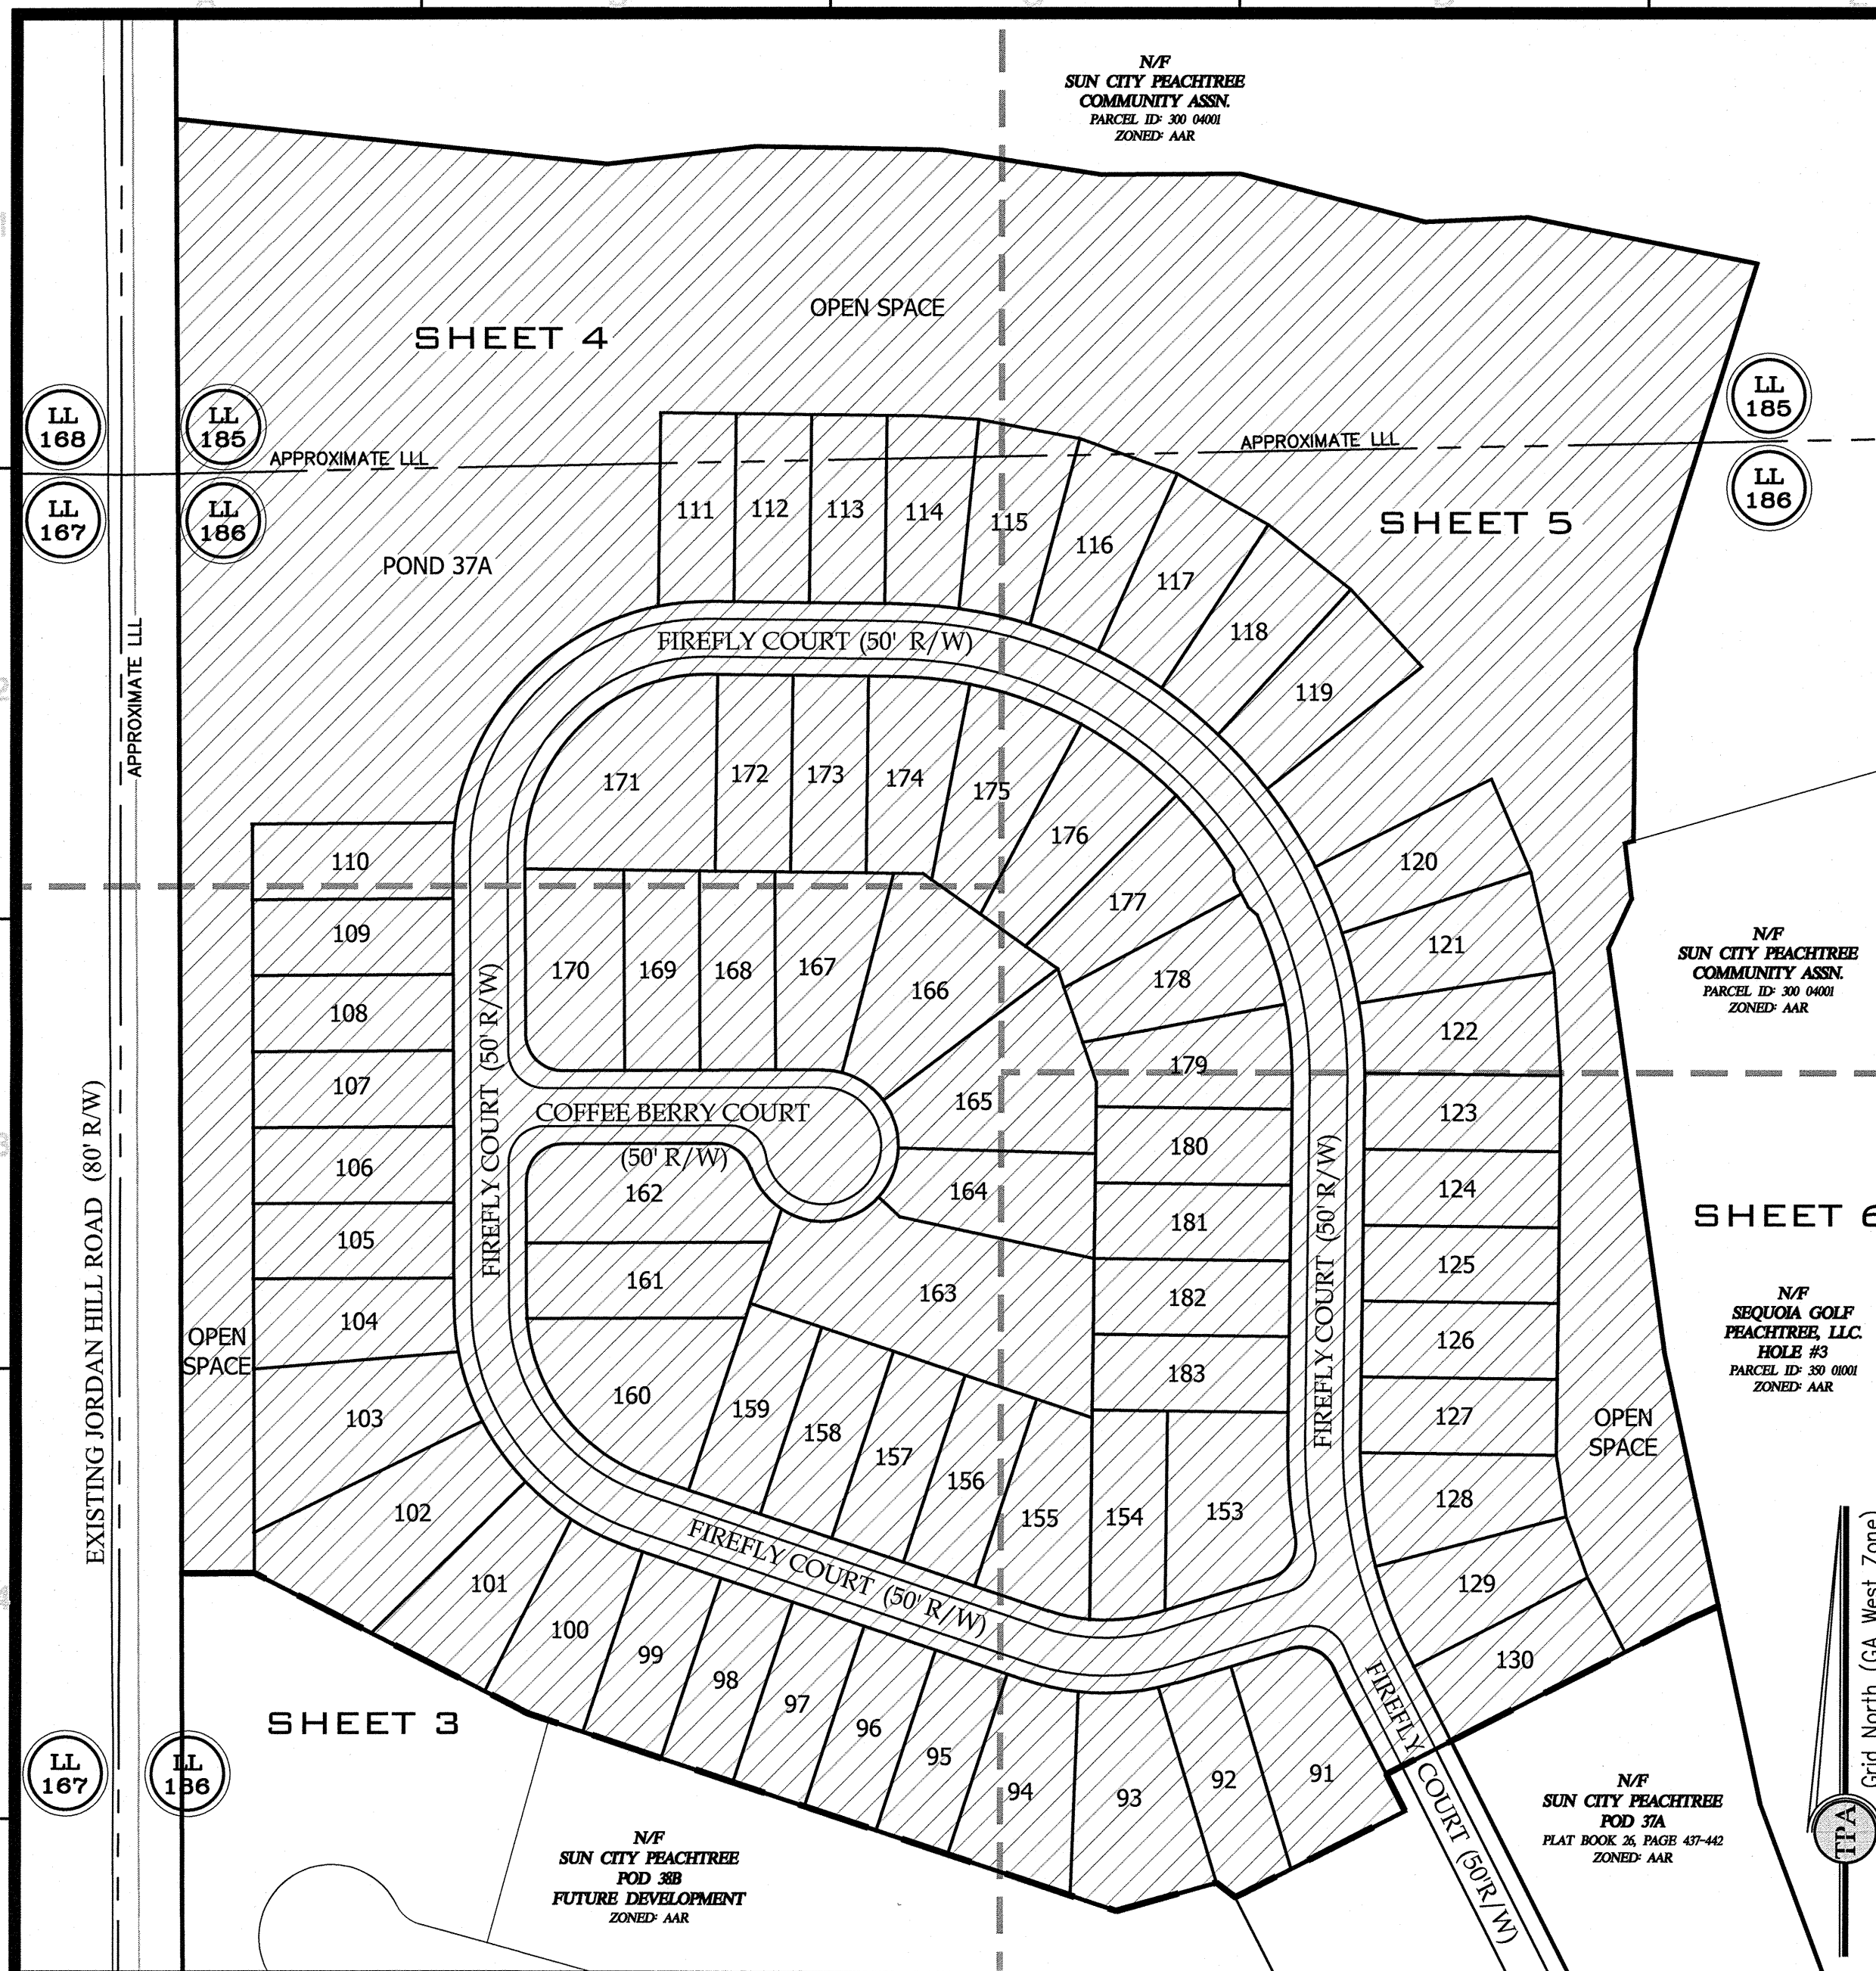 N/F
SUN CITY PEACHTREE
COMMUNITY ASSN.
PARCEL ID: 300 04001
ZONED: AAR
OPEN SPACE
SHEET 4
LL
168
LL
185
LL
185
APPROXIMATE LLL
APPROXIMATE LLL
LL
167
LL
186
LL
186
SHEET 5
111
112
113
114
115
116
117
118
119
POND 37A
APPROXIMATE LLL
FIREFLY COURT (50' R/W)
171
172
173
174
175
176
177
178
179
110
109
108
107
106
105
104
103
102
101
100
99
98
97
96
95
94
93
92
91
120
121
122
123
124
125
126
127
128
129
130
170
169
168
167
166
165
164
163
162
161
160
159
158
157
156
155
154
153
180
181
182
183
FIREFLY COURT (50' R/W)
COFFEE BERRY COURT
(50' R/W)
FIREFLY COURT (50' R/W)
FIREFLY COURT (50' R/W)
FIREFLY COURT (50'R/W)
EXISTING JORDAN HILL ROAD (80' R/W)
OPEN
SPACE
N/F
SUN CITY PEACHTREE
COMMUNITY ASSN.
PARCEL ID: 300 04001
ZONED: AAR
SHEET 6
N/F
SEQUOIA GOLF
PEACHTREE, LLC.
HOLE #3
PARCEL ID: 350 01001
ZONED: AAR
OPEN
SPACE
Grid North (GA West Zone)
TPA
SHEET 3
LL
167
LL
186
N/F
SUN CITY PEACHTREE
POD 38B
FUTURE DEVELOPMENT
ZONED: AAR
N/F
SUN CITY PEACHTREE
POD 37A
PLAT BOOK 26, PAGE 437-442
ZONED: AAR